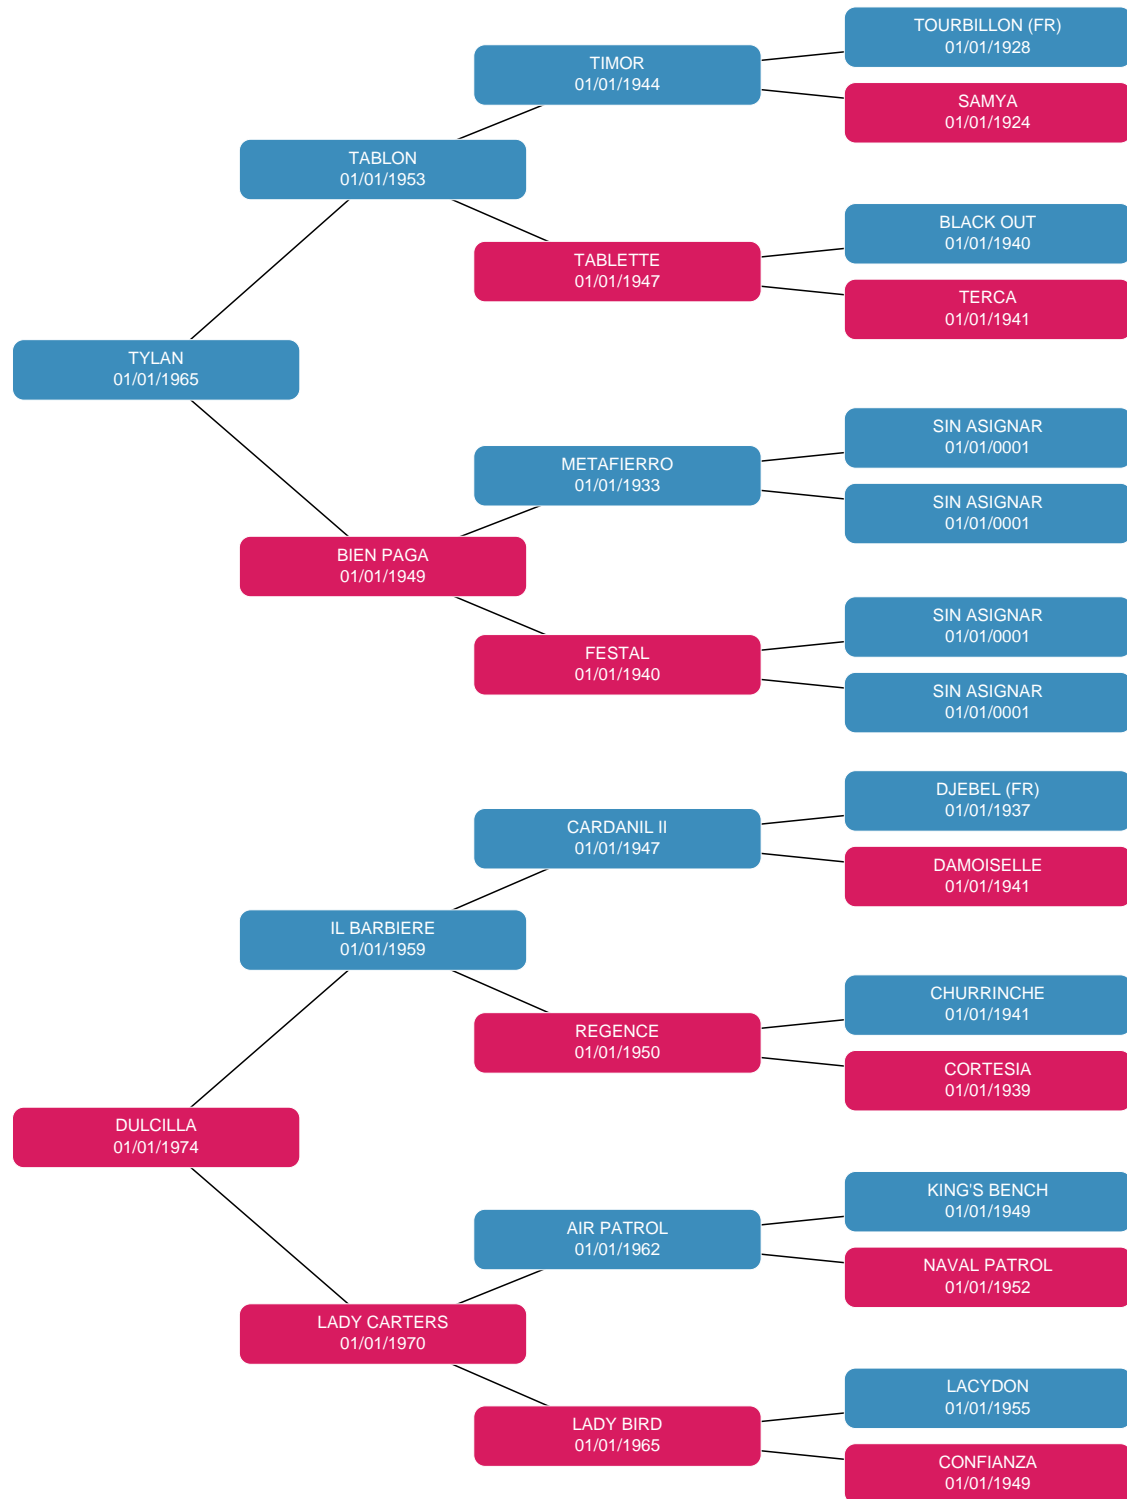 TOURBILLON (FR)
01/01/1928
TIMOR
01/01/1944
SAMYA
01/01/1924
TABLON
01/01/1953
BLACK OUT
01/01/1940
TABLETTE
01/01/1947
TERCA
01/01/1941
TYLAN
01/01/1965
SIN ASIGNAR
01/01/0001
METAFIERRO
01/01/1933
SIN ASIGNAR
01/01/0001
BIEN PAGA
01/01/1949
SIN ASIGNAR
01/01/0001
FESTAL
01/01/1940
SIN ASIGNAR
01/01/0001
DJEBEL (FR)
01/01/1937
CARDANIL II
01/01/1947
DAMOISELLE
01/01/1941
IL BARBIERE
01/01/1959
CHURRINCHE
01/01/1941
REGENCE
01/01/1950
CORTESIA
01/01/1939
DULCILLA
01/01/1974
KING'S BENCH
01/01/1949
AIR PATROL
01/01/1962
NAVAL PATROL
01/01/1952
LADY CARTERS
01/01/1970
LACYDON
01/01/1955
LADY BIRD
01/01/1965
CONFIANZA
01/01/1949